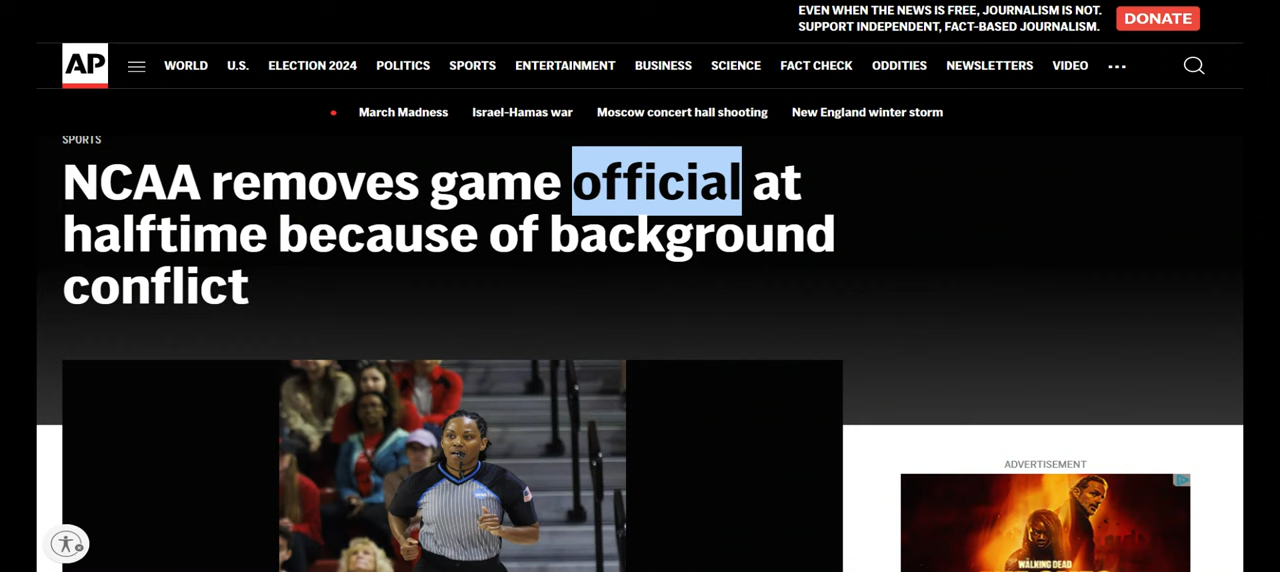 EVEN WHEN THE NEWS IS FREE, JOURNALISM IS NOT.
SUPPORT INDEPENDENT, FACT-BASED JOURNALISM.
DONATE
AP
WORLD U.S. ELECTION 2024 POLITICS SPORTS ENTERTAINMENT BUSINESS SCIENCE FACT CHECK ODDITIES NEWSLETTERS VIDEO
March Madness Israel-Hamas war Moscow concert hall shooting New England winter storm
SPORTS
NCAA removes game official at
halftime because of background
conflict
ADVERTISEMENT
WALKING DEAD